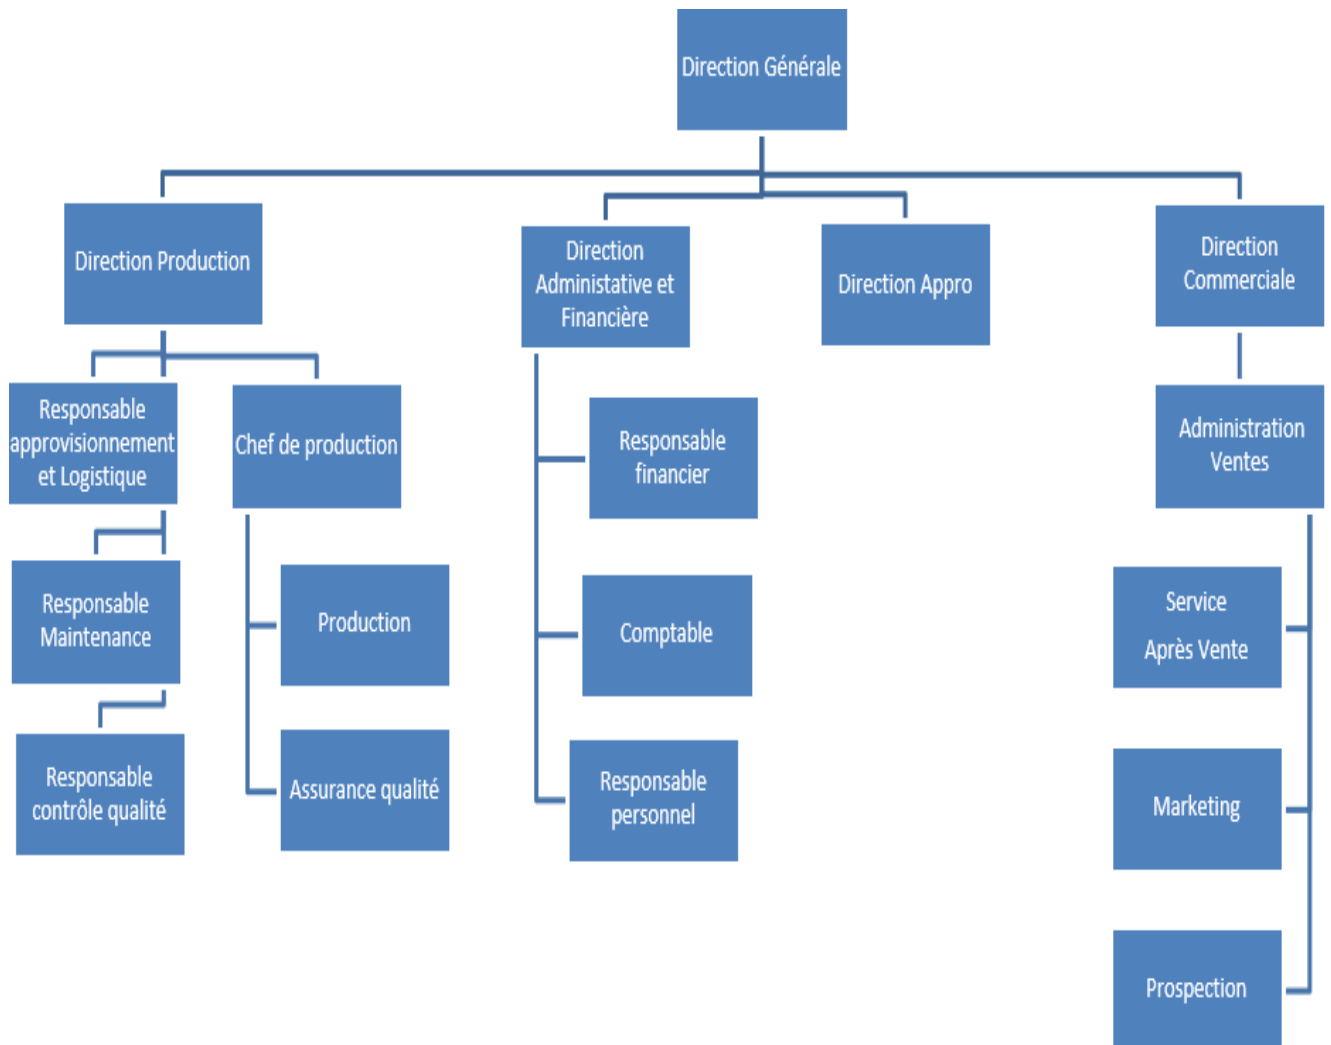 Direction Générale
Direction Production
Direction
Administative et
Financière
Direction Appro
Direction
Commerciale
Responsable
approvisionnement
et Logistique
Chef de production
Responsable
financier
Administration
Ventes
Responsable
Maintenance
Production
Comptable
Service
Après Vente
Responsable
contrôle qualité
Assurance qualité
Responsable
personnel
Marketing
Prospection